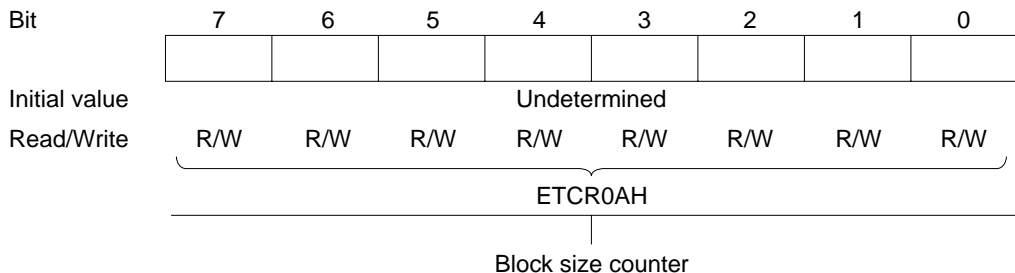 Bit 7 6 5 4 3 2 1 0
Initial value Undetermined
Read/Write R/W R/W R/W R/W R/W R/W R/W R/W
ETCR0AH
Block size counter